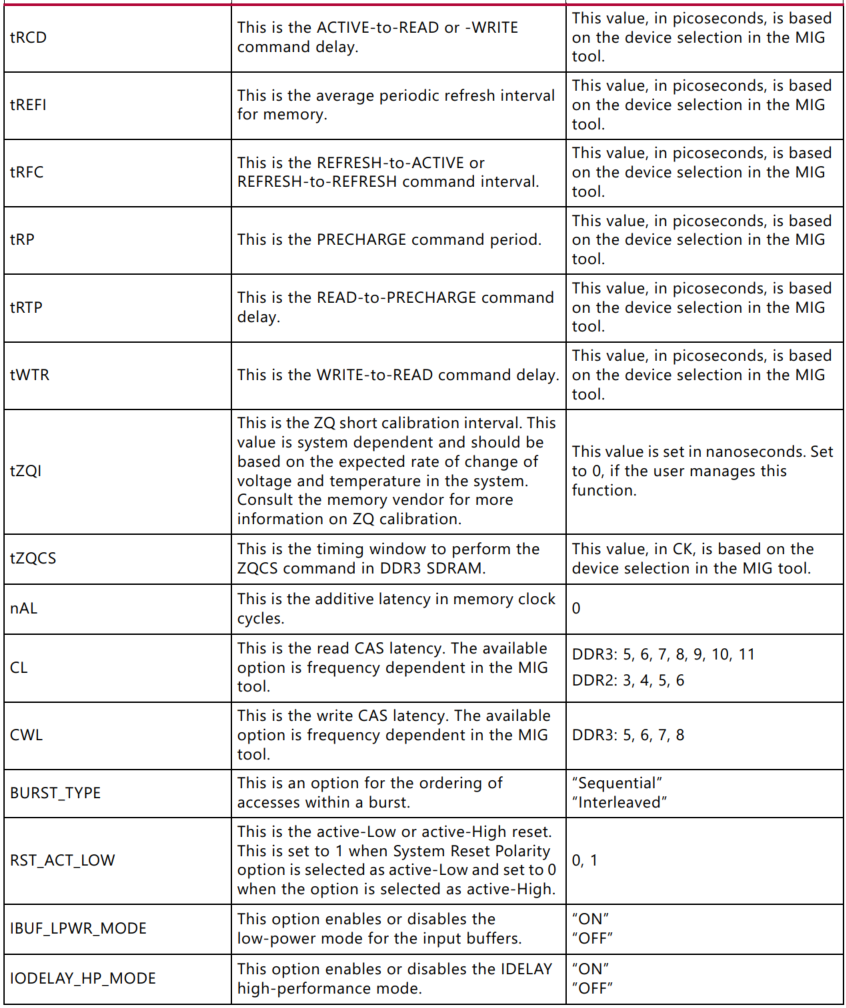 tRCD
This is the ACTIVE-to-READ or -WRITE
command delay.
This value, in picoseconds, is based
on the device selection in the MIG
tool.
tREFI
This is the average periodic refresh interval
for memory.
This value, in picoseconds, is based
on the device selection in the MIG
tool.
tRFC
This is the REFRESH-to-ACTIVE or
REFRESH-to-REFRESH command interval.
This value, in picoseconds, is based
on the device selection in the MIG
tool.
tRP
This is the PRECHARGE command period.
This value, in picoseconds, is based
on the device selection in the MIG
tool.
tRTP
This is the READ-to-PRECHARGE command
delay.
This value, in picoseconds, is based
on the device selection in the MIG
tool.
tWTR
This is the WRITE-to-READ command delay.
This value, in picoseconds, is based
on the device selection in the MIG
tool.
tZQI
This is the ZQ short calibration interval. This
value is system dependent and should be
based on the expected rate of change of
voltage and temperature in the system.
Consult the memory vendor for more
information on ZQ calibration.
This value is set in nanoseconds. Set
to 0, if the user manages this
function.
tZQCS
This is the timing window to perform the
ZQCS command in DDR3 SDRAM.
This value, in CK, is based on the
device selection in the MIG tool.
nAL
This is the additive latency in memory clock
cycles.
0
CL
This is the read CAS latency. The available
option is frequency dependent in the MIG
tool.
DDR3: 5, 6, 7, 8, 9, 10, 11
DDR2: 3, 4, 5, 6
CWL
This is the write CAS latency. The available
option is frequency dependent in the MIG
tool.
DDR3: 5, 6, 7, 8
BURST_TYPE
This is an option for the ordering of
accesses within a burst.
“Sequential”
“Interleaved”
RST_ACT_LOW
This is the active-Low or active-High reset.
This is set to 1 when System Reset Polarity
option is selected as active-Low and set to 0
when the option is selected as active-High.
0, 1
IBUF_LPWR_MODE
This option enables or disables the
low-power mode for the input buffers.
“ON”
“OFF”
IODELAY_HP_MODE
This option enables or disables the IDELAY
high-performance mode.
“ON”
“OFF”